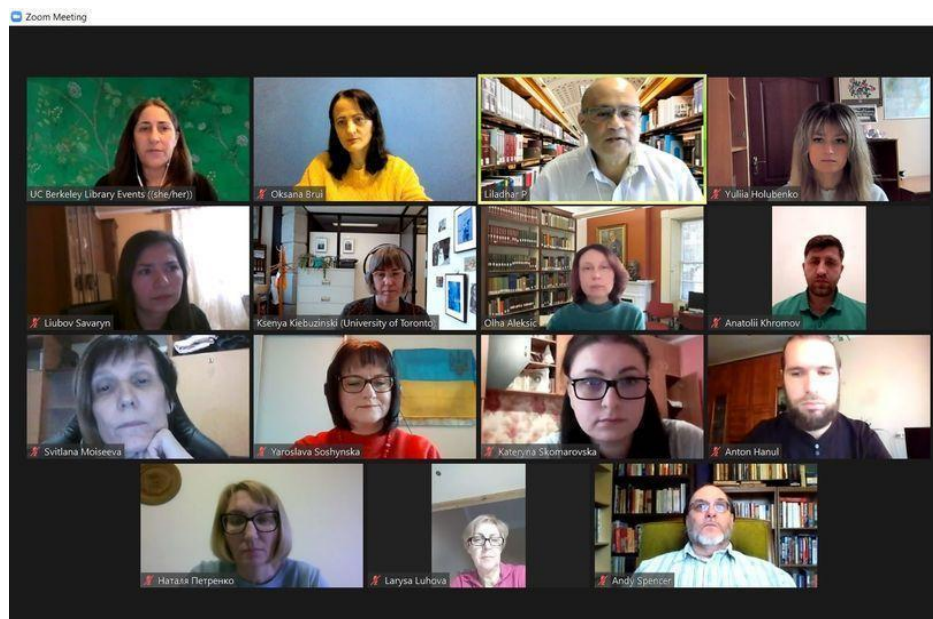 Zoom Meeting
UC Berkeley Library Events ((she/her))
Oksana Brui
Liladhar P
Yuliia Holubenko
Liubov Savaryn
Ksenya Kiebuzinski (University of Toronto)
Olha Aleksic
Anatolii Khromov
Svitlana Moiseeva
Yaroslava Soshynska
Kateryna Skomarovska
Anton Hanul
Наталя Петренко
Larysa Luhova
Andy Spencer